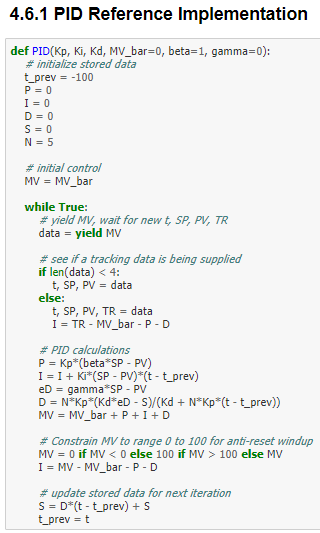 4.6.1 PID Reference Implementation
def PID(Kp, Ki, Kd, MV_bar=0, beta=1, gamma=0):
# initialize stored data
t_prev = -100
P = 0
I = 0
D = 0
S = 0
N = 5
# initial control
MV = MV_bar
while True:
# yield MV, wait for new t, SP, PV, TR
data = yield MV
# see if a tracking data is being supplied
if len(data) < 4:
t, SP, PV = data
else:
t, SP, PV, TR = data
I = TR - MV_bar - P - D
# PID calculations
P = Kp*(beta*SP - PV)
I = I + Ki*(SP - PV)*(t - t_prev)
eD = gamma*SP - PV
D = N*Kp*(Kd*eD - S)/(Kd + N*Kp*(t - t_prev))
MV = MV_bar + P + I + D
# Constrain MV to range 0 to 100 for anti-reset windup
MV = 0 if MV < 0 else 100 if MV > 100 else MV
I = MV - MV_bar - P - D
# update stored data for next iteration
S = D*(t - t_prev) + S
t_prev = t